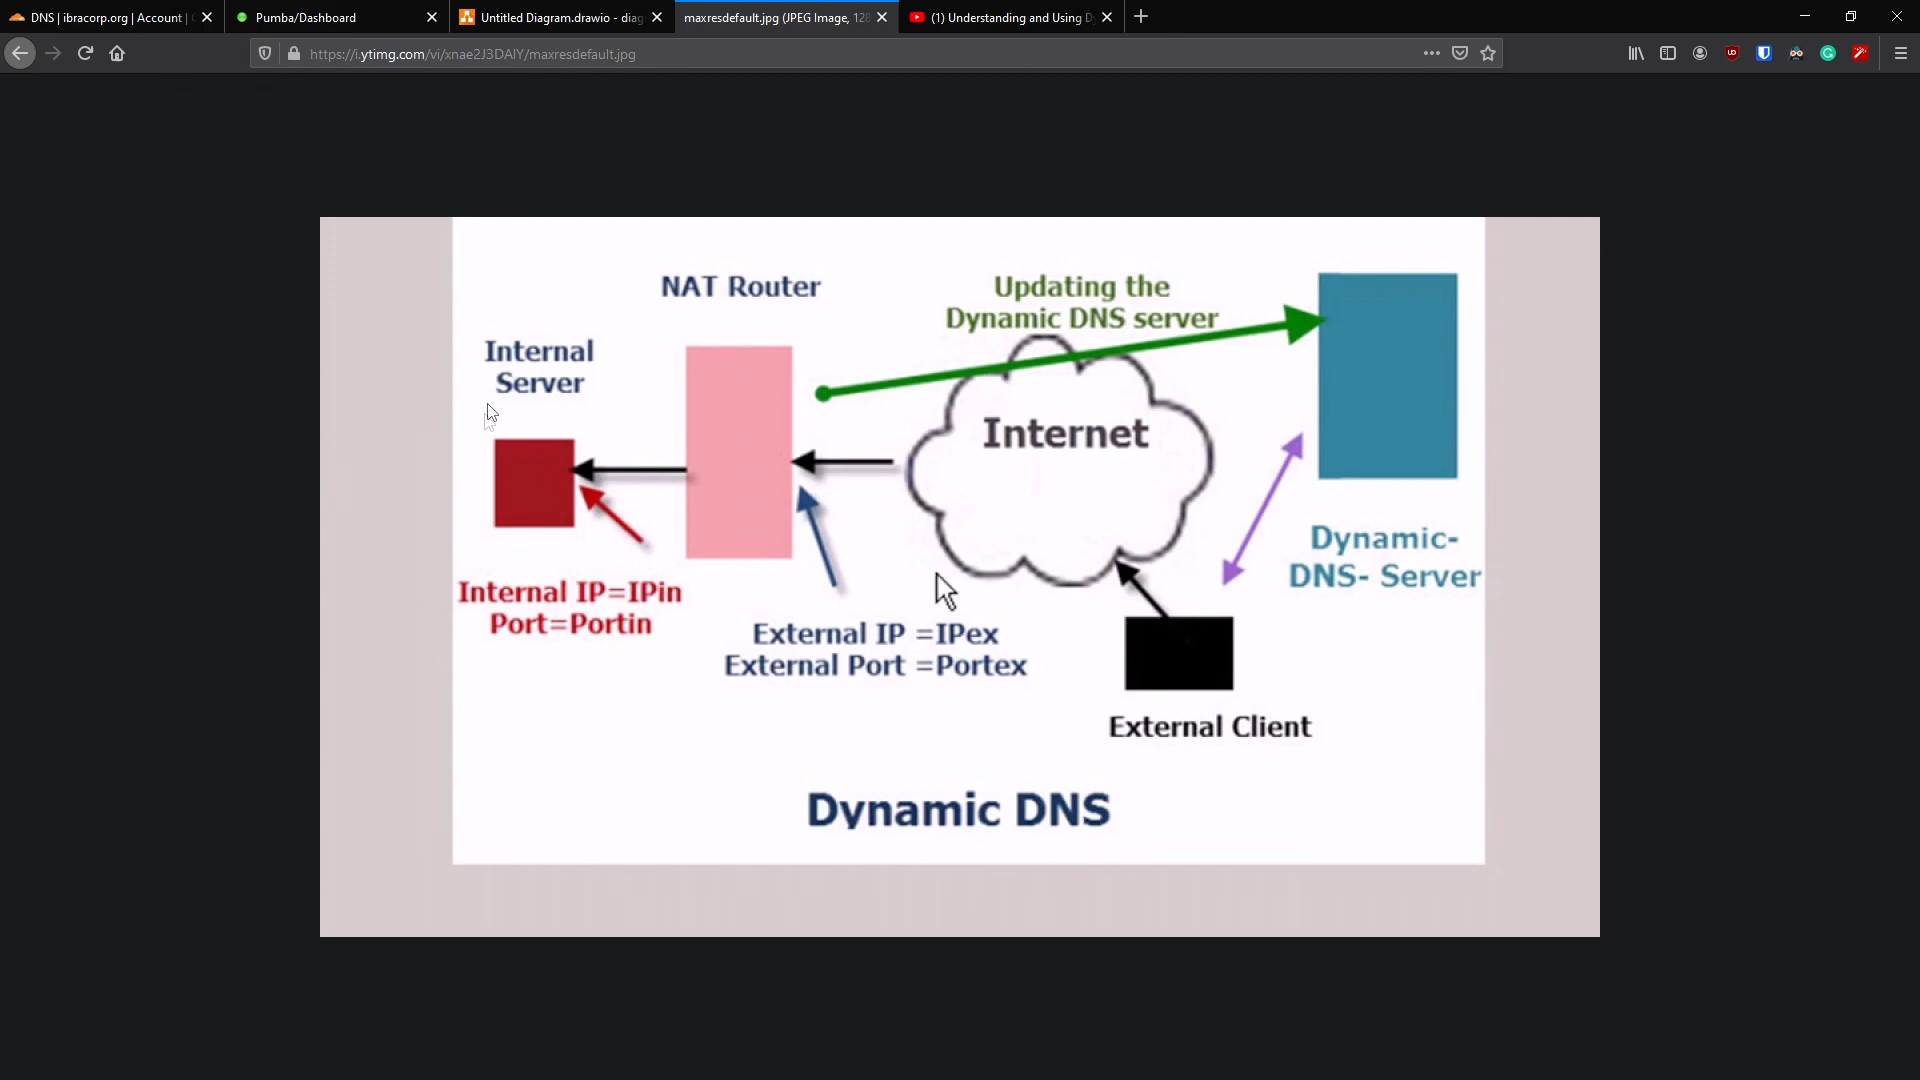 DNS | ibracorp.org | Account |
Pumba/Dashboard
Untitled Diagram.drawio - diag
maxresdefault.jpg (JPEG Image, 128
(1) Understanding and Using D
https://i.ytimg.com/vi/xnae2J3DAlY/maxresdefault.jpg
NAT Router
Updating the
Dynamic DNS server
Internal
Server
Internet
Dynamic-
DNS- Server
Internal IP=IPin
Port=Portin
External IP =IPex
External Port =Portex
External Client
Dynamic DNS